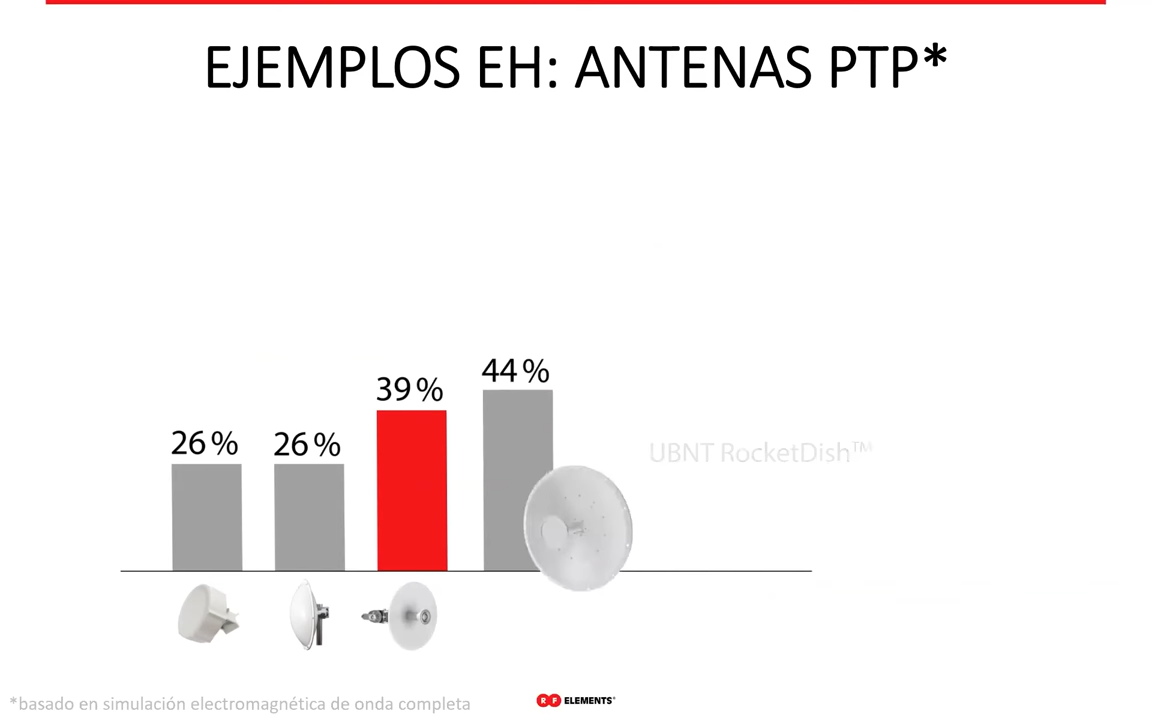 EJEMPLOS EH: ANTENAS PTP*
44%
39%
26%
26%
UBNT RocketDish™
*basado en simulación electromagnética de onda completa
RF ELEMENTS®